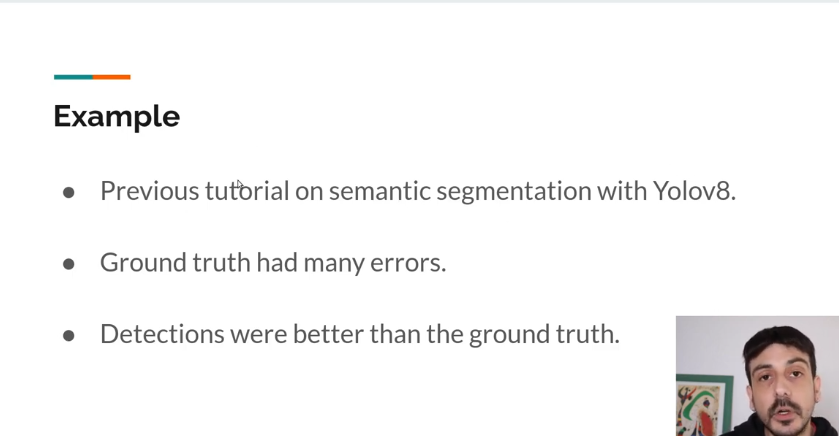 Example
● Previous tutorial on semantic segmentation with Yolov8.
● Ground truth had many errors.
● Detections were better than the ground truth.